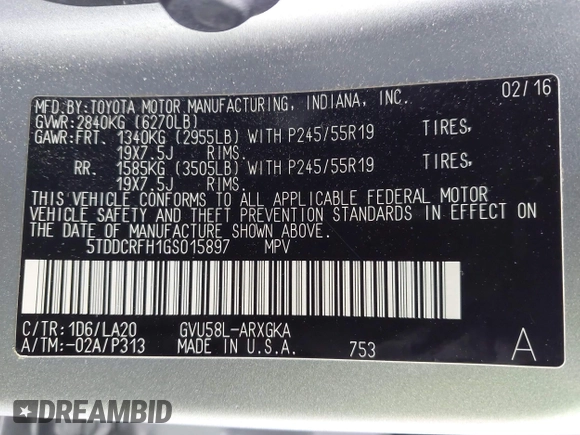 MFD. BY:TOYOTA MOTOR MANUFACTURING, INDIANA, INC. 02/16
GVWR:2840KG (6270LB)
GAWR:FRT. 1340KG (2955LB) WITH P245/55R19 TIRES,
19X7.5J RIMS.
RR. 1585KG (3505LB) WITH P245/55R19 TIRES,
19X7.5J RIMS.
THIS VEHICLE CONFORMS TO ALL APPLICABLE FEDERAL MOTOR
VEHICLE SAFETY AND THEFT PREVENTION STANDARDS IN EFFECT ON
THE DATE OF MANUFACTURE SHOWN ABOVE.
5TDDCRFH1GS015897 MPV
C/TR:1D6/LA20 GVU58L-ARXGKA
A/TM:-02A/P313 MADE IN U.S.A. 753 A
DREAMBID